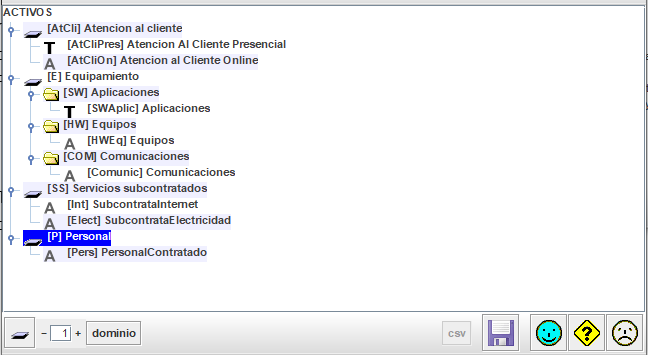 ACTIVOS
[AtCli] Atencion al cliente
T [AtCliPres] Atencion Al Cliente Presencial
A [AtCliOn] Atencion al Cliente Online
[E] Equipamiento
[SW] Aplicaciones
T [SWAplic] Aplicaciones
[HW] Equipos
A [HWEq] Equipos
[COM] Comunicaciones
A [Comunic] Comunicaciones
[SS] Servicios subcontratados
A [Int] SubcontrataInternet
A [Elect] SubcontrataElectricidad
[P] Personal
A [Pers] PersonalContratado
− 1 + dominio csv ?